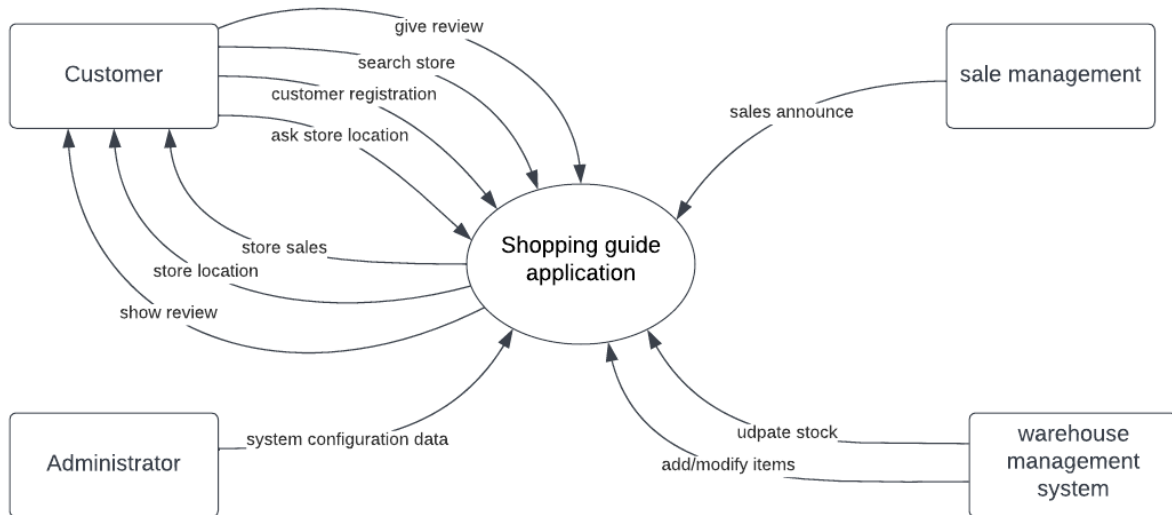 give review
Customer
search store
sale management
customer registration
sales announce
ask store location
Shopping guide
application
store sales
store location
show review
udpate stock
warehouse
management
system
system configuration data
Administrator
add/modify items